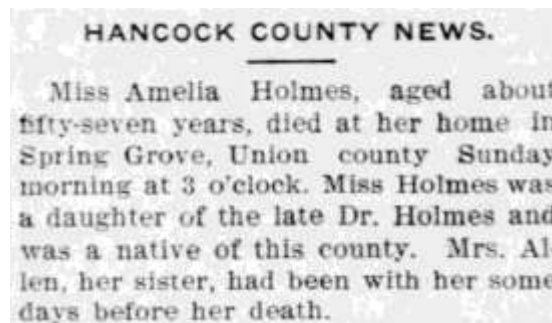 HANCOCK COUNTY NEWS.
Miss Amelia Holmes, aged about
fifty-seven years, died at her home in
Spring Grove, Union county Sunday
morning at 3 o'clock. Miss Holmes was
a daughter of the late Dr. Holmes and
was a native of this county. Mrs. Al-
len, her sister, had been with her some
days before her death.